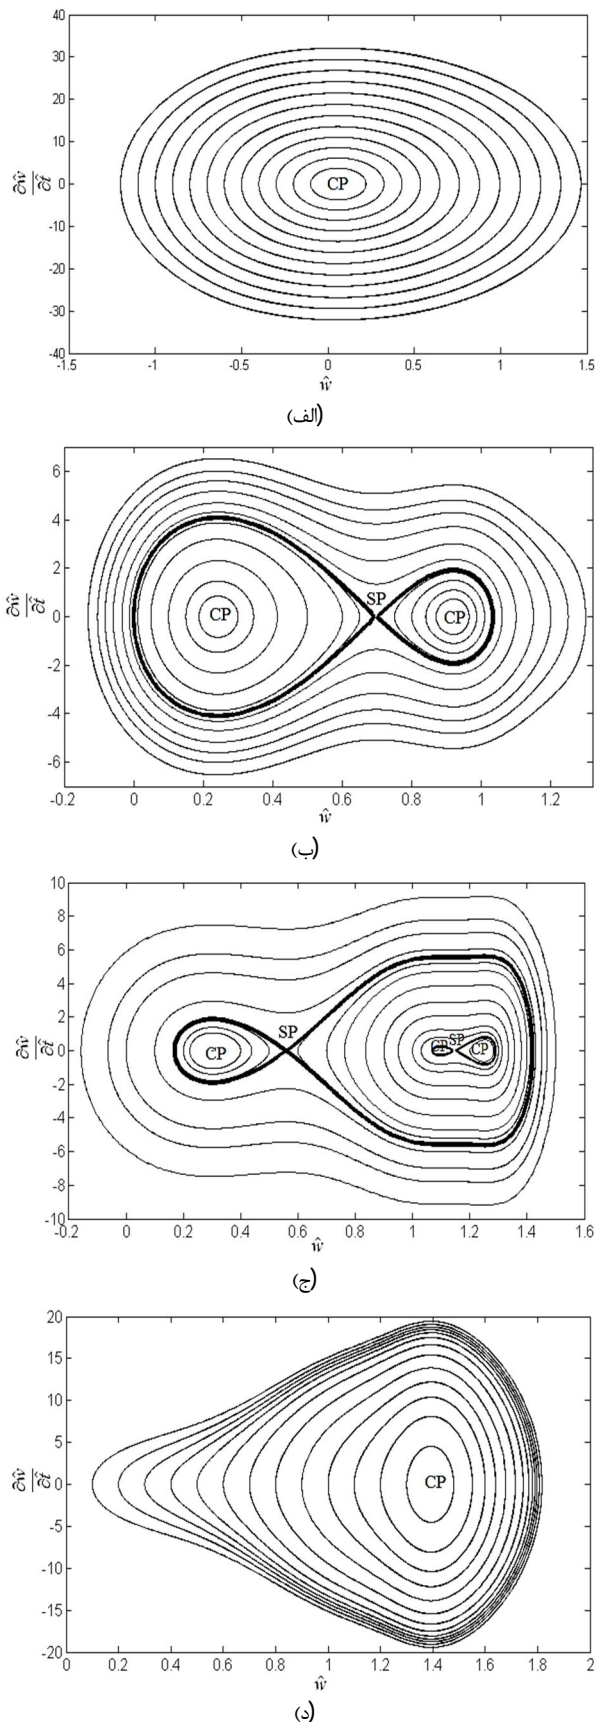 40
30
20
10
0
-10
-20
-30
-40
∂ŵ/∂t̂
CP
-1.5 -1 -0.5 0 0.5 1 1.5
ŵ
(الف)
6
4
2
0
-2
-4
-6
∂ŵ/∂t̂
CP SP CP
-0.2 0 0.2 0.4 0.6 0.8 1 1.2
ŵ
(ب)
10
8
6
4
2
0
-2
-4
-6
-8
-10
∂ŵ/∂t̂
CP SP CP SP CP
-0.2 0 0.2 0.4 0.6 0.8 1 1.2 1.4 1.6
ŵ
(ج)
20
15
10
5
0
-5
-10
-15
-20
∂ŵ/∂t̂
CP
0 0.2 0.4 0.6 0.8 1 1.2 1.4 1.6 1.8 2
ŵ
(د)